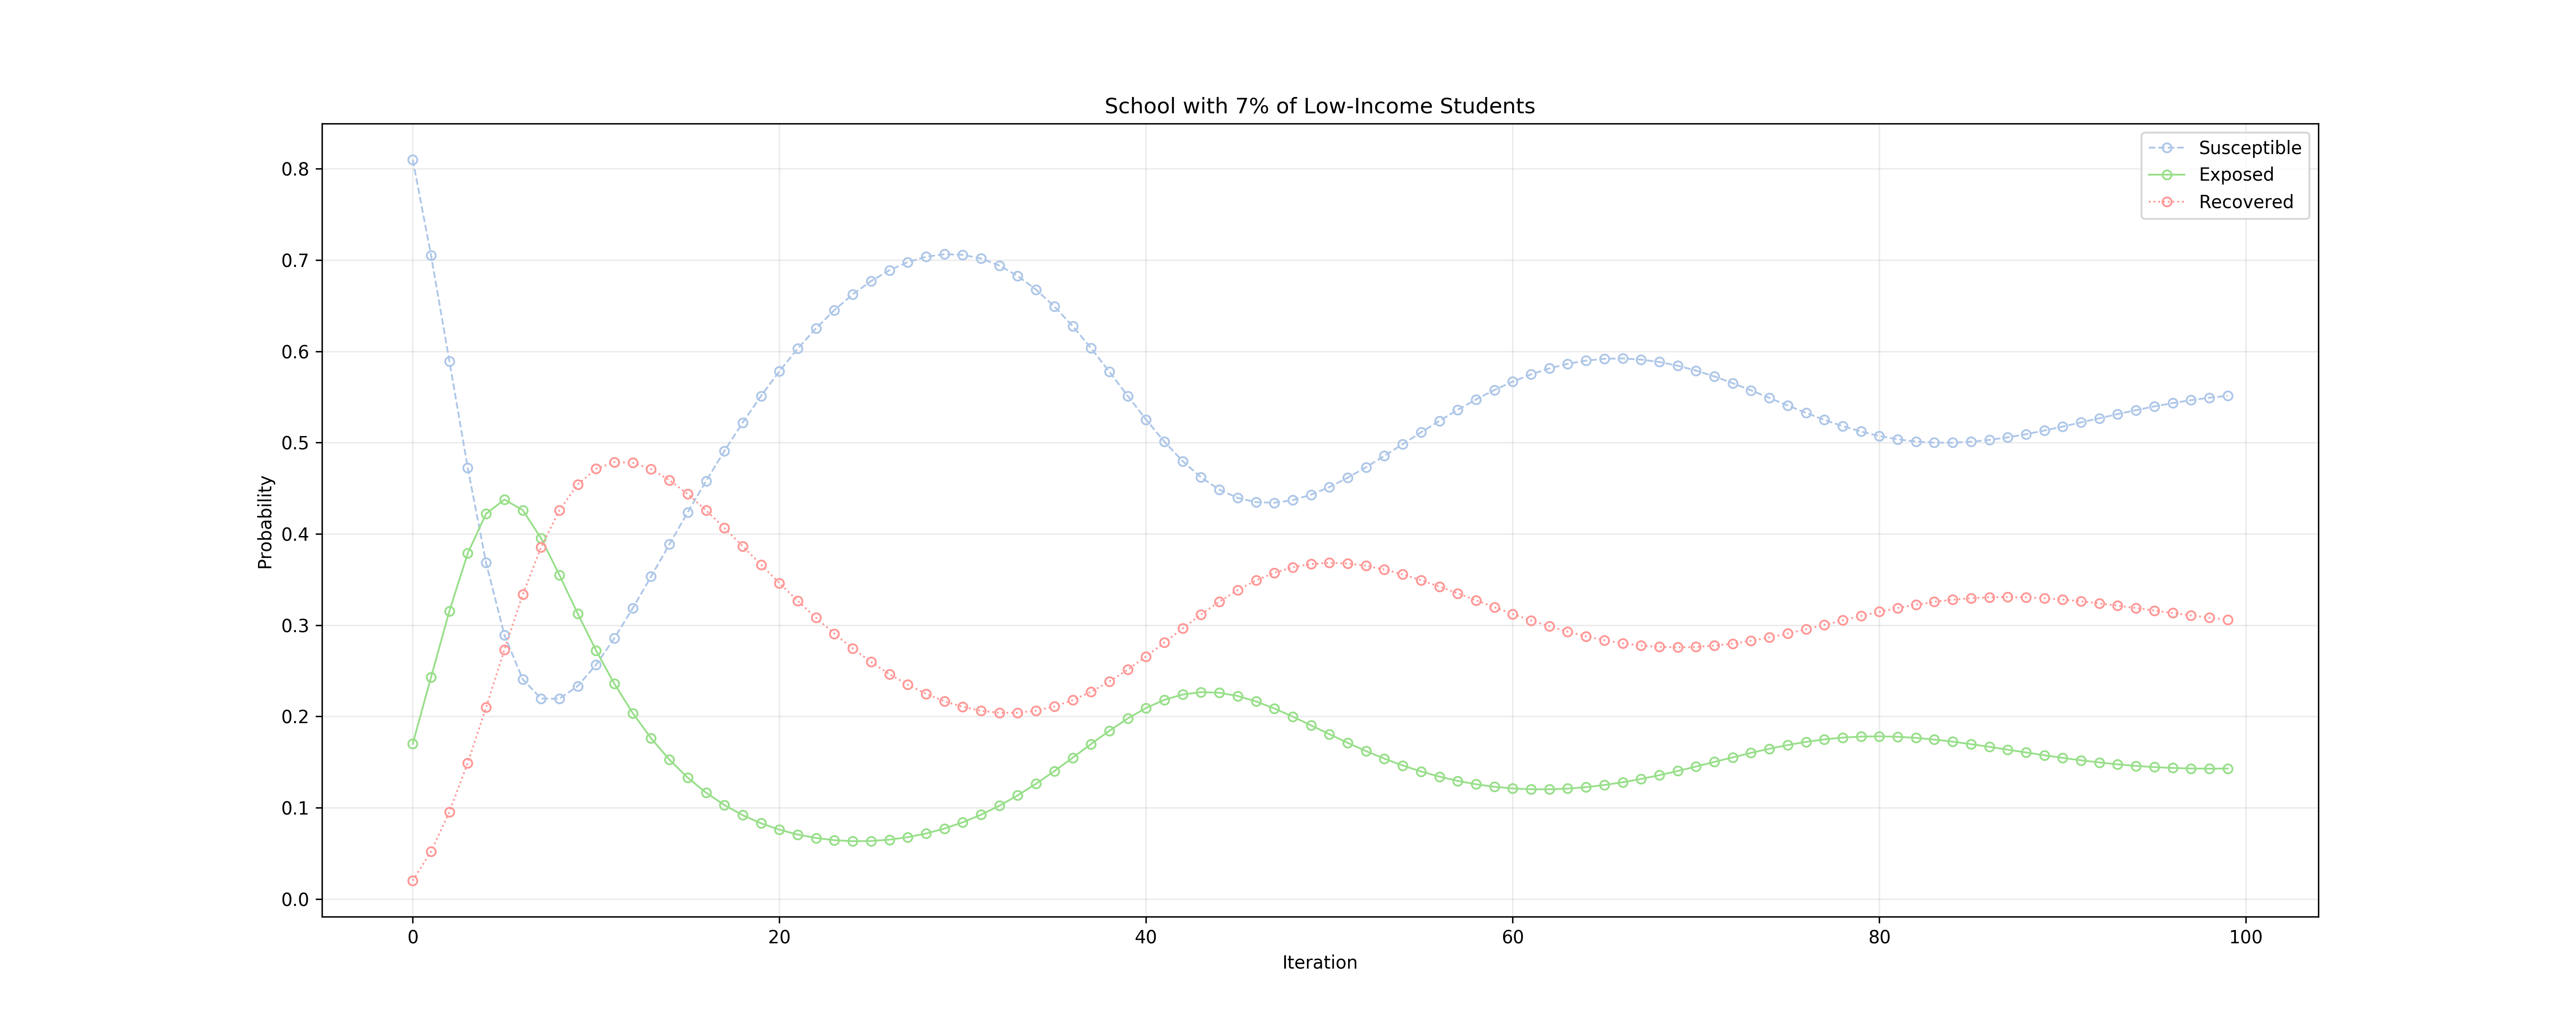 School with 7% of Low-Income Students
Susceptible
Exposed
Recovered
Probability
0.8
0.7
0.6
0.5
0.4
0.3
0.2
0.1
0.0
0 20 40 60 80 100
Iteration